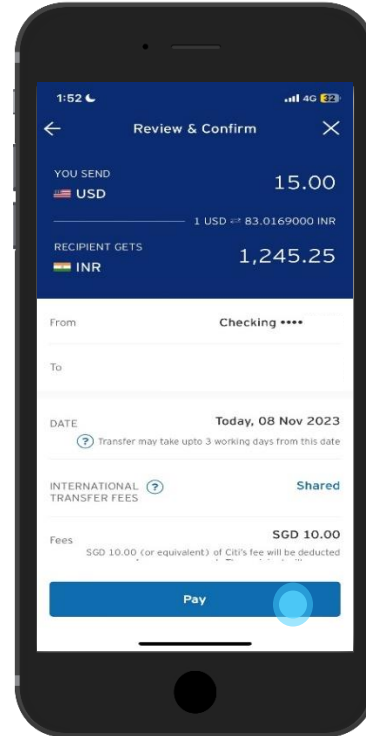 1:52
4G 32
Review & Confirm
YOU SEND
USD
15.00
1 USD ⇌ 83.0169000 INR
RECIPIENT GETS
INR
1,245.25
From
Checking ••••
To
DATE
Today, 08 Nov 2023
? Transfer may take upto 3 working days from this date
INTERNATIONAL ?
TRANSFER FEES
Shared
Fees
SGD 10.00
SGD 10.00 (or equivalent) of Citi's fee will be deducted
Pay